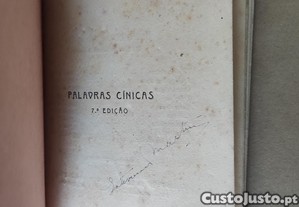 PALAVRAS CÍNICAS
7.ª EDIÇÃO
CustoJusto.pt